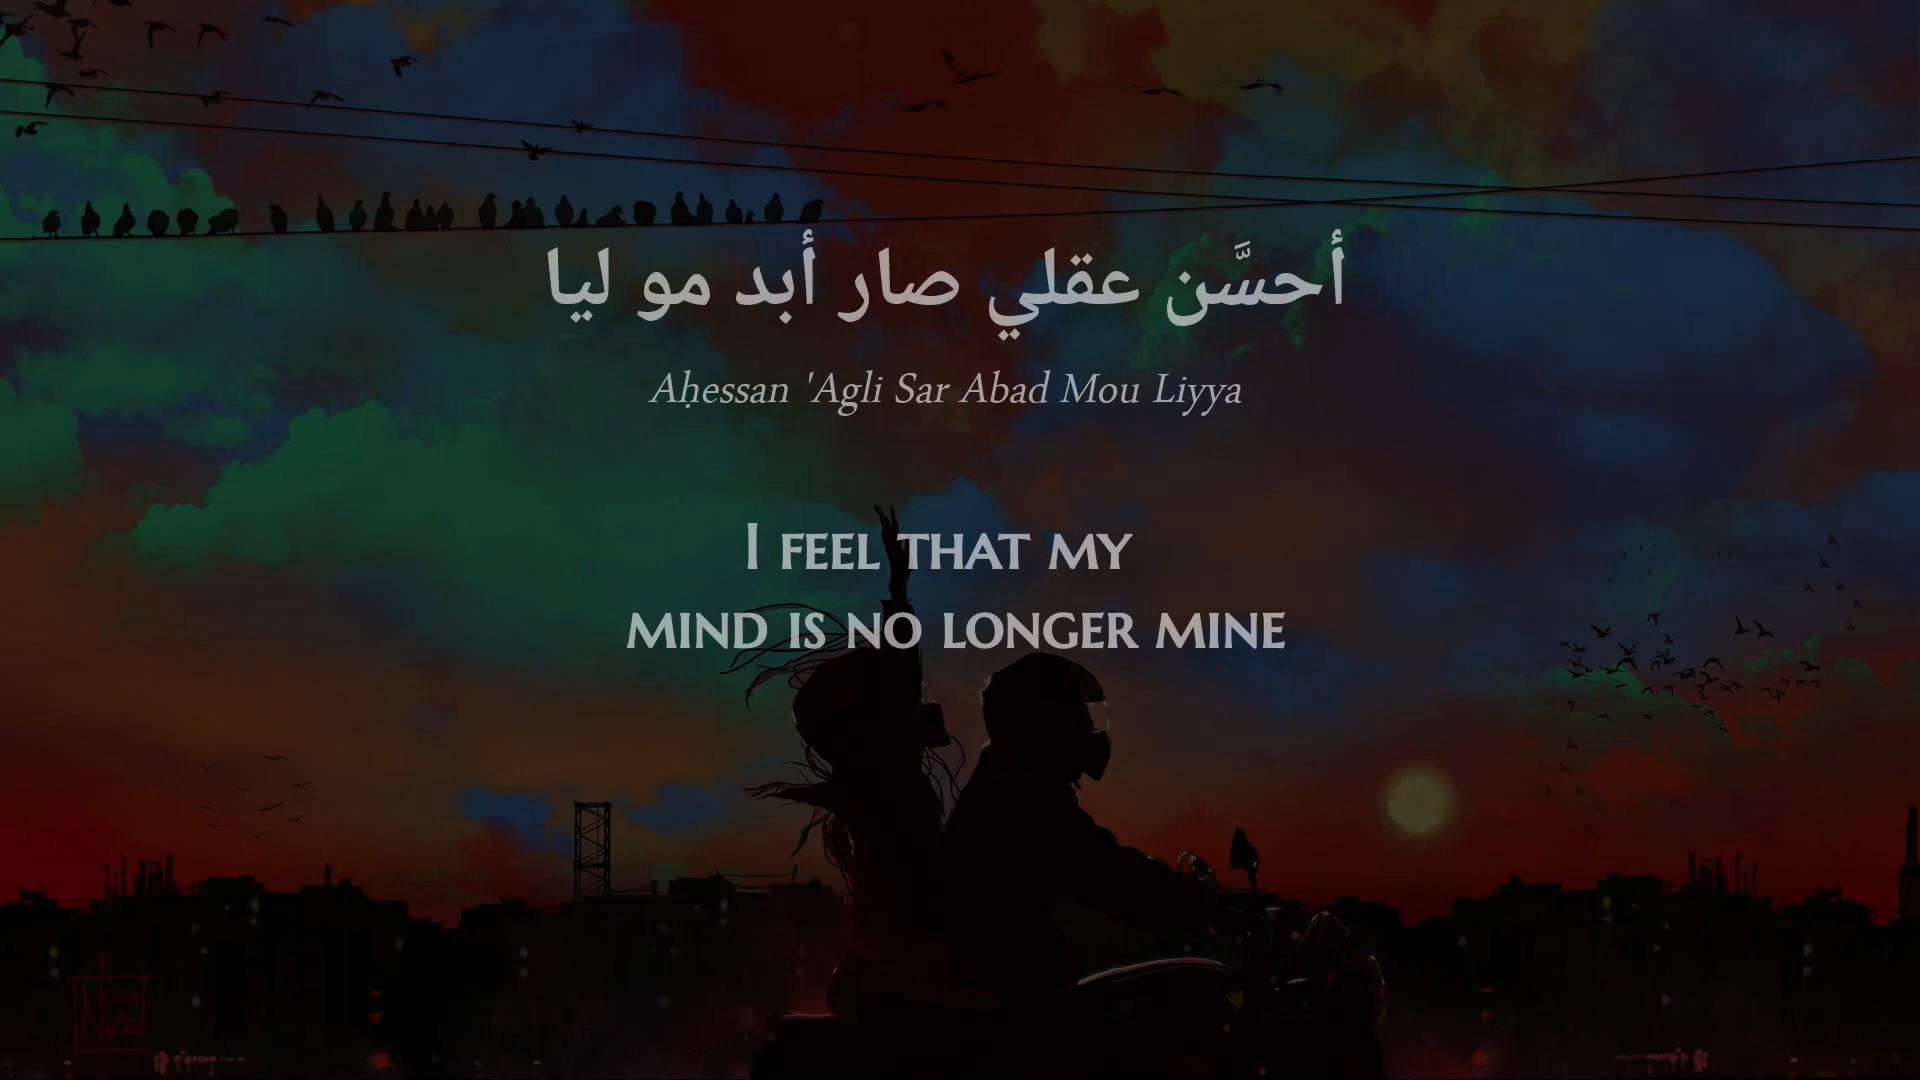 أحسَّن عقلي صار أبد مو ليا
Aḥessan 'Agli Sar Abad Mou Liyya
I FEEL THAT MY
MIND IS NO LONGER MINE